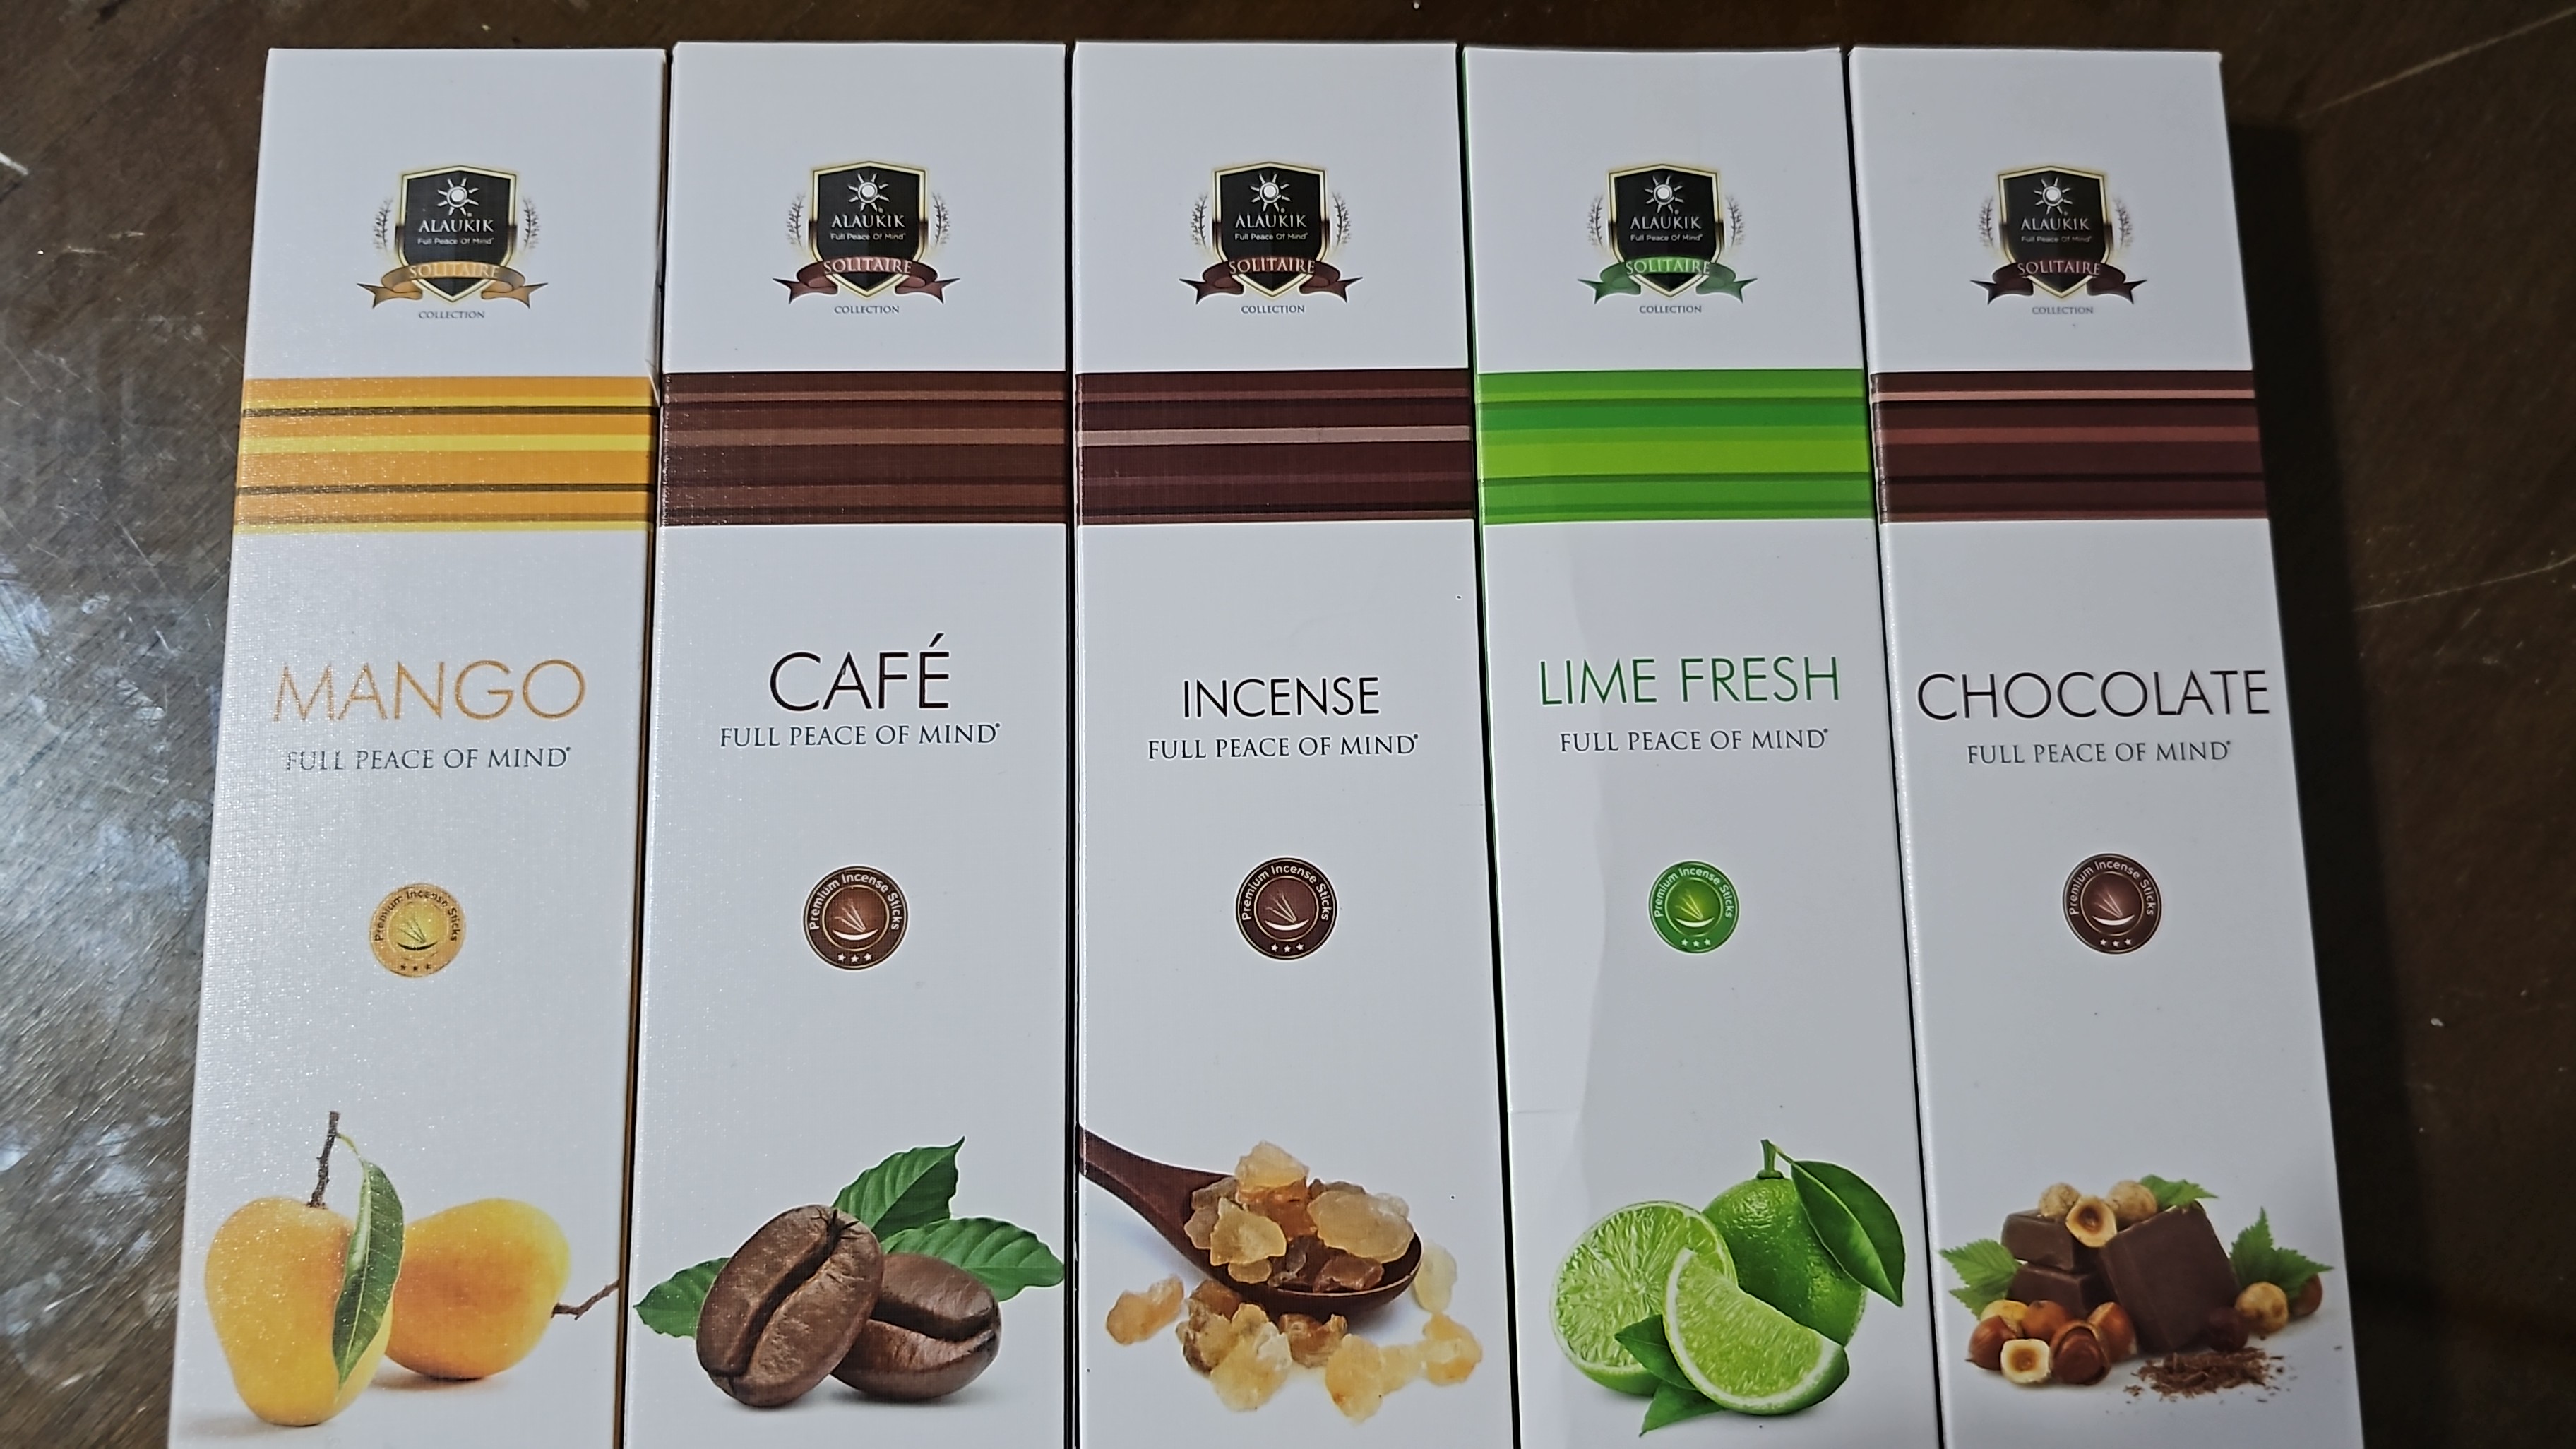 ALAUKIK
Full Peace Of Mind
SOLITAIRE
COLLECTION
MANGO
FULL PEACE OF MIND
Premium Incense Sticks
ALAUKIK
Full Peace Of Mind
SOLITAIRE
COLLECTION
CAFÉ
FULL PEACE OF MIND
Premium Incense Sticks
ALAUKIK
Full Peace Of Mind
SOLITAIRE
COLLECTION
INCENSE
FULL PEACE OF MIND
Premium Incense Sticks
ALAUKIK
Full Peace Of Mind
SOLITAIRE
COLLECTION
LIME FRESH
FULL PEACE OF MIND
Premium Incense Sticks
ALAUKIK
Full Peace Of Mind
SOLITAIRE
COLLECTION
CHOCOLATE
FULL PEACE OF MIND
Premium Incense Sticks